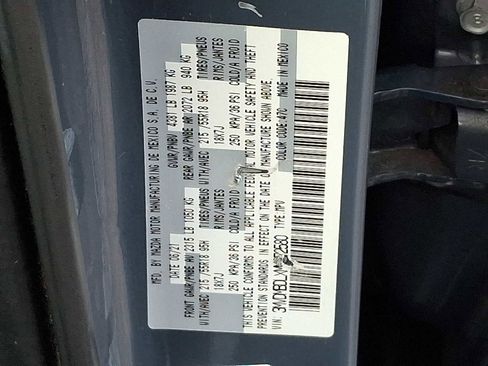 MFD. BY MAZDA MOTOR MANUFACTURING DE MEXICO S.A. DE C.V.
DATE 06/21 GVWR/PNBV 4381 LB 1987 KG
FRONT GAWR/PNBE AV 2315 LB 1050 KG REAR GAWR/PNBE AR 2072 LB 940 KG
WITH/AVEC 215/55R18 95H TIRES/PNEUS WITH/AVEC 215/55R18 95H TIRES/PNEUS
18X7J RIMS/JANTES 18X7J RIMS/JANTES
250 KPA/36 PSI COLD/A FROID 250 KPA/36 PSI COLD/A FROID
THIS VEHICLE CONFORMS TO ALL APPLICABLE FEDERAL MOTOR VEHICLE SAFETY AND THEFT
PREVENTION STANDARDS IN EFFECT ON THE DATE OF MANUFACTURE SHOWN ABOVE.
VIN: TYPE:MPV COLOR CODE: MADE IN MEXICO